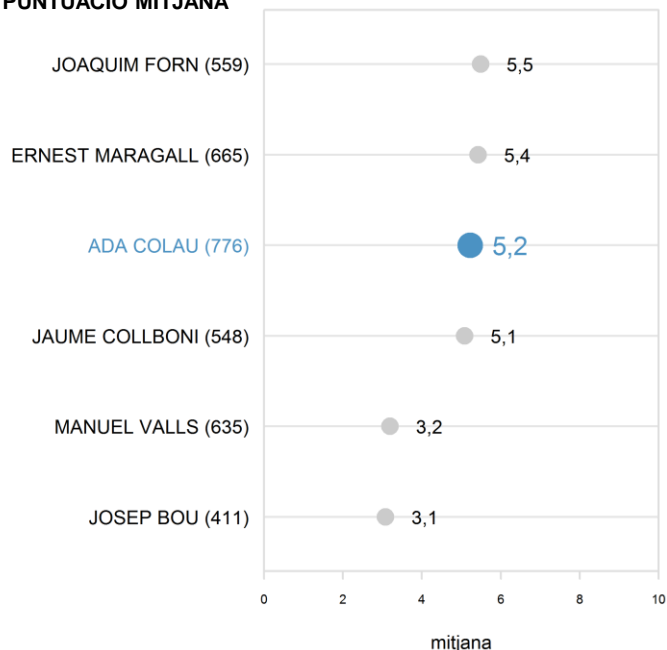 PUNTUACIÓ MITJANA
JOAQUIM FORN (559) 5,5
ERNEST MARAGALL (665) 5,4
ADA COLAU (776) 5,2
JAUME COLLBONI (548) 5,1
MANUEL VALLS (635) 3,2
JOSEP BOU (411) 3,1
0 2 4 6 8 10
mitjana